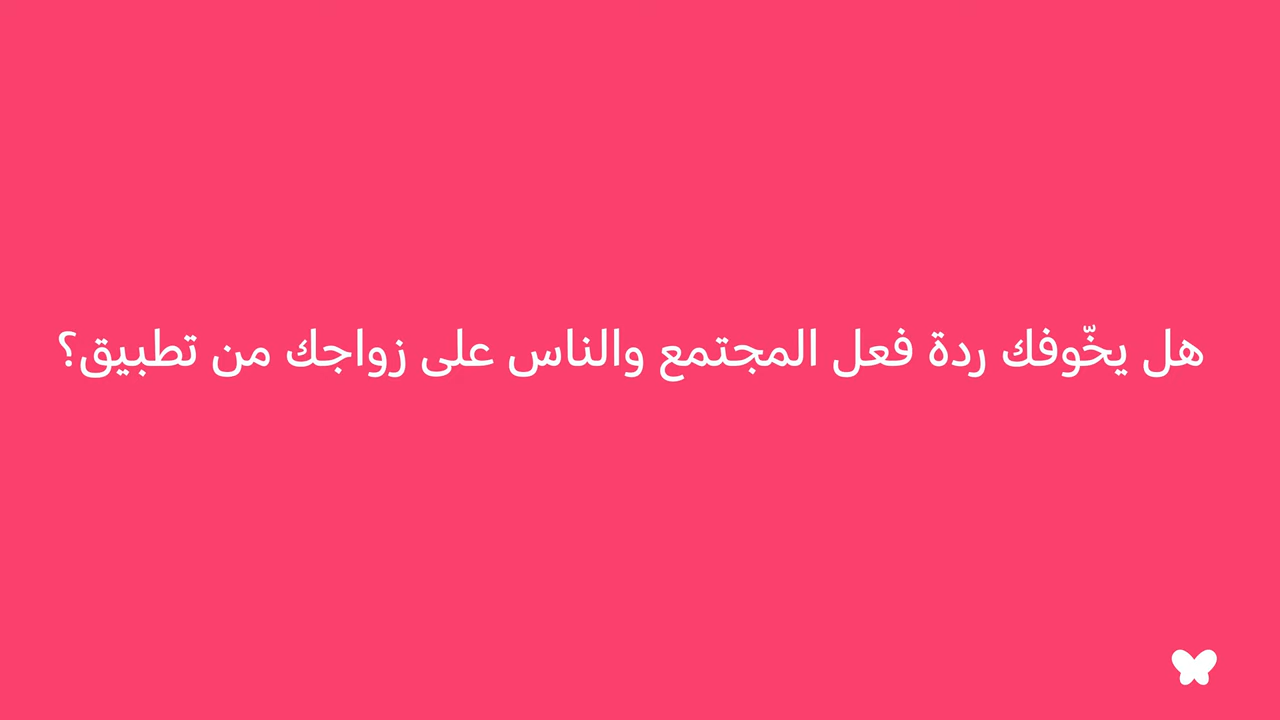 هل يخّوفك ردة فعل المجتمع والناس على زواجك من تطبيق؟